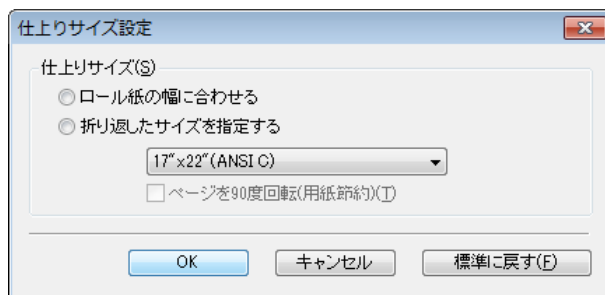 仕上りサイズ設定
仕上りサイズ(S)
ロール紙の幅に合わせる
折り返したサイズを指定する
17"x22"(ANSI C)
ページを90度回転(用紙節約)(T)
OK キャンセル 標準に戻す(F)